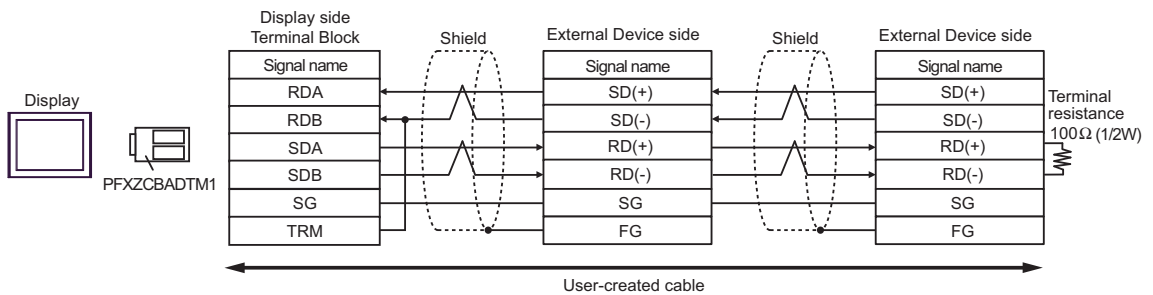 Display side
Terminal Block
Shield
External Device side
Shield
External Device side
Signal name
Signal name
Signal name
RDA
SD(+)
SD(+)
Display
Terminal
resistance
100Ω (1/2W)
RDB
SD(-)
SD(-)
SDA
RD(+)
RD(+)
PFXZCBADTM1
SDB
RD(-)
RD(-)
SG
SG
SG
TRM
FG
FG
User-created cable